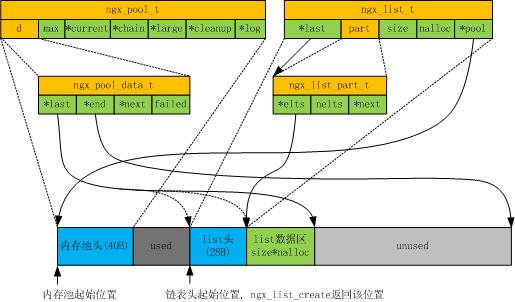 ngx_pool_t
d max *current *chain *large *cleanup *log
ngx_list_t
*last part size nalloc *pool
ngx_pool_data_t
*last *end *next failed
ngx_list_part_t
*elts nelts *next
内存池头(40B)
used
list头
(28B)
list数据区
size*nalloc
unused
内存池起始位置
链表头起始位置, ngx_list_create返回该位置